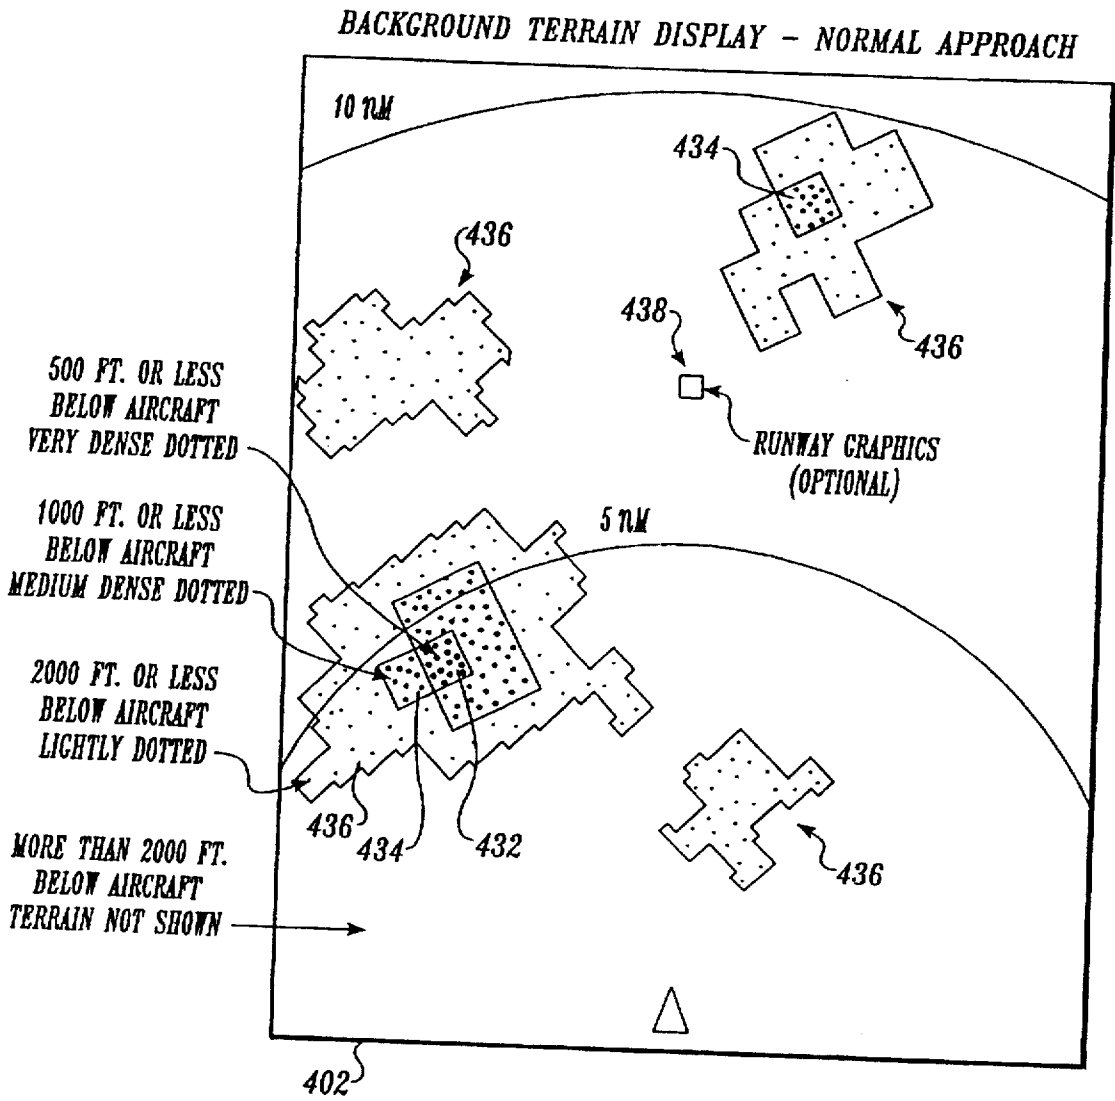 BACKGROUND TERRAIN DISPLAY - NORMAL APPROACH
10 nM
434
436
438
436
500 FT. OR LESS
BELOW AIRCRAFT
VERY DENSE DOTTED
RUNWAY GRAPHICS
(OPTIONAL)
1000 FT. OR LESS
BELOW AIRCRAFT
MEDIUM DENSE DOTTED
5 nM
2000 FT. OR LESS
BELOW AIRCRAFT
LIGHTLY DOTTED
436
434
432
436
MORE THAN 2000 FT.
BELOW AIRCRAFT
TERRAIN NOT SHOWN
402